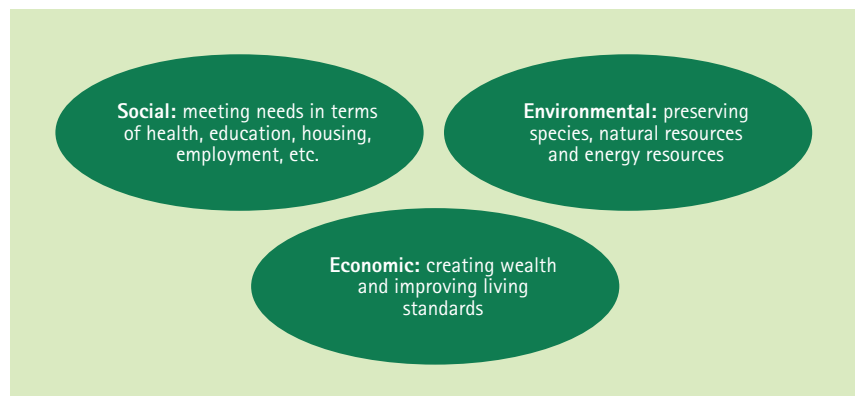 Social: meeting needs in terms
of health, education, housing,
employment, etc.
Environmental: preserving
species, natural resources
and energy resources
Economic: creating wealth
and improving living
standards